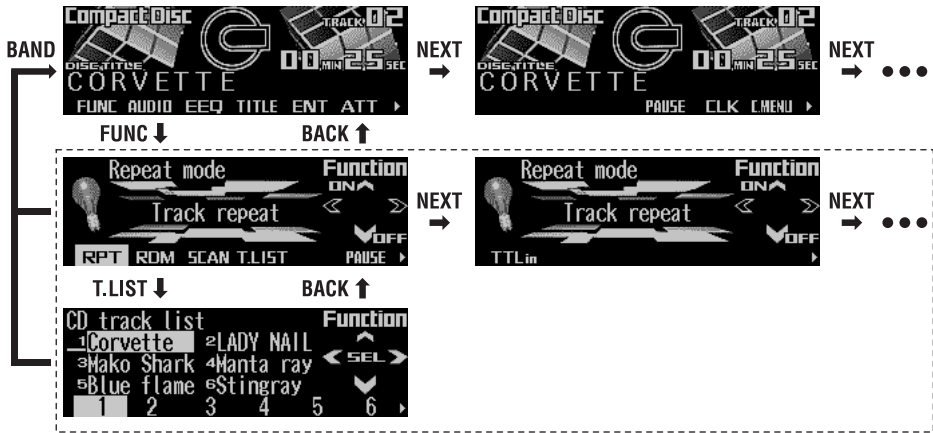 Compact Disc TRACK 02
00 MIN 25 SEC
DISC TITLE
CORVETTE
FUNC AUDIO EEQ TITLE ENT ATT
BAND
NEXT
Compact Disc TRACK 02
00 MIN 25 SEC
DISC TITLE
CORVETTE
PAUSE CLK C.MENU
NEXT
FUNC BACK
Repeat mode Function
ON
Track repeat
OFF
RPT RDM SCAN T.LIST PAUSE
NEXT
Repeat mode Function
ON
Track repeat
OFF
TTLin
NEXT
T.LIST BACK
CD track list Function
1Corvette 2LADY NAIL
SEL
3Mako Shark 4Manta ray
5Blue flame 6Stingray
1 2 3 4 5 6